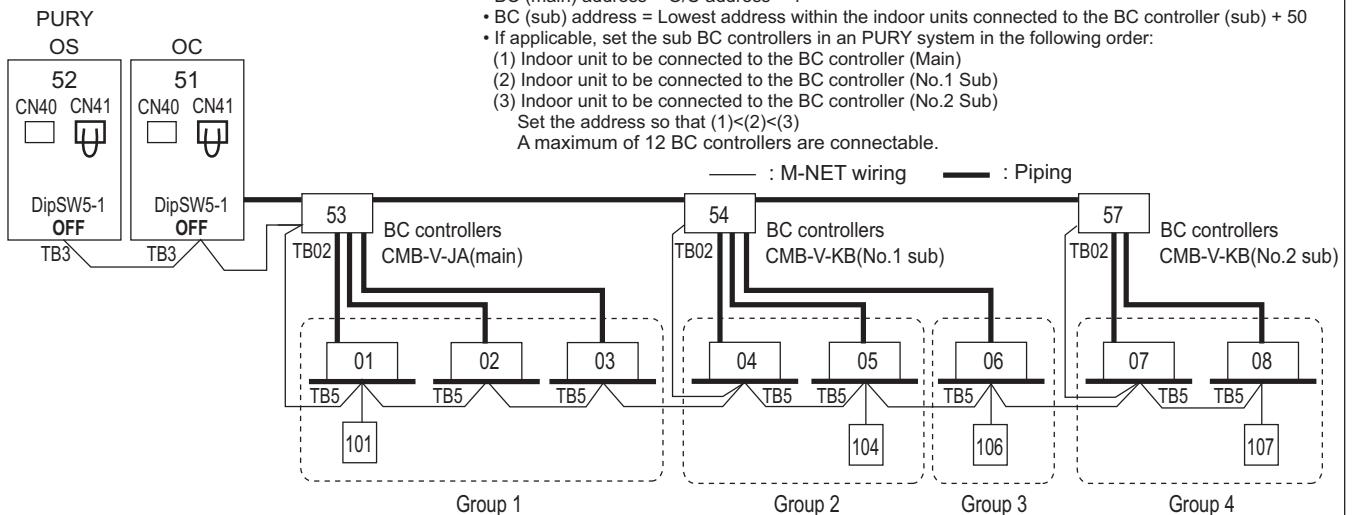 • BC (sub) address = Lowest address within the indoor units connected to the BC controller (sub) + 50
• If applicable, set the sub BC controllers in an PURY system in the following order:
(1) Indoor unit to be connected to the BC controller (Main)
(2) Indoor unit to be connected to the BC controller (No.1 Sub)
(3) Indoor unit to be connected to the BC controller (No.2 Sub)
Set the address so that (1)<(2)<(3)
A maximum of 12 BC controllers are connectable.
: M-NET wiring : Piping
PURY
OS OC
52 51
CN40 CN41 CN40 CN41
DipSW5-1 DipSW5-1
OFF OFF
TB3 TB3
53 54 57
TB02 TB02 TB02
BC controllers
CMB-V-JA(main)
BC controllers
CMB-V-KB(No.1 sub)
BC controllers
CMB-V-KB(No.2 sub)
01 02 03 04 05 06 07 08
TB5 TB5 TB5 TB5 TB5 TB5 TB5 TB5
101 104 106 107
Group 1 Group 2 Group 3 Group 4